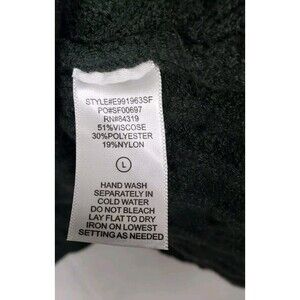 STYLE#E991963SF
PO#SF00697
RN#84319
51%VISCOSE
30%POLYESTER
19%NYLON
L
HAND WASH
SEPARATELY IN
COLD WATER
DO NOT BLEACH
LAY FLAT TO DRY
IRON ON LOWEST
SETTING AS NEEDED